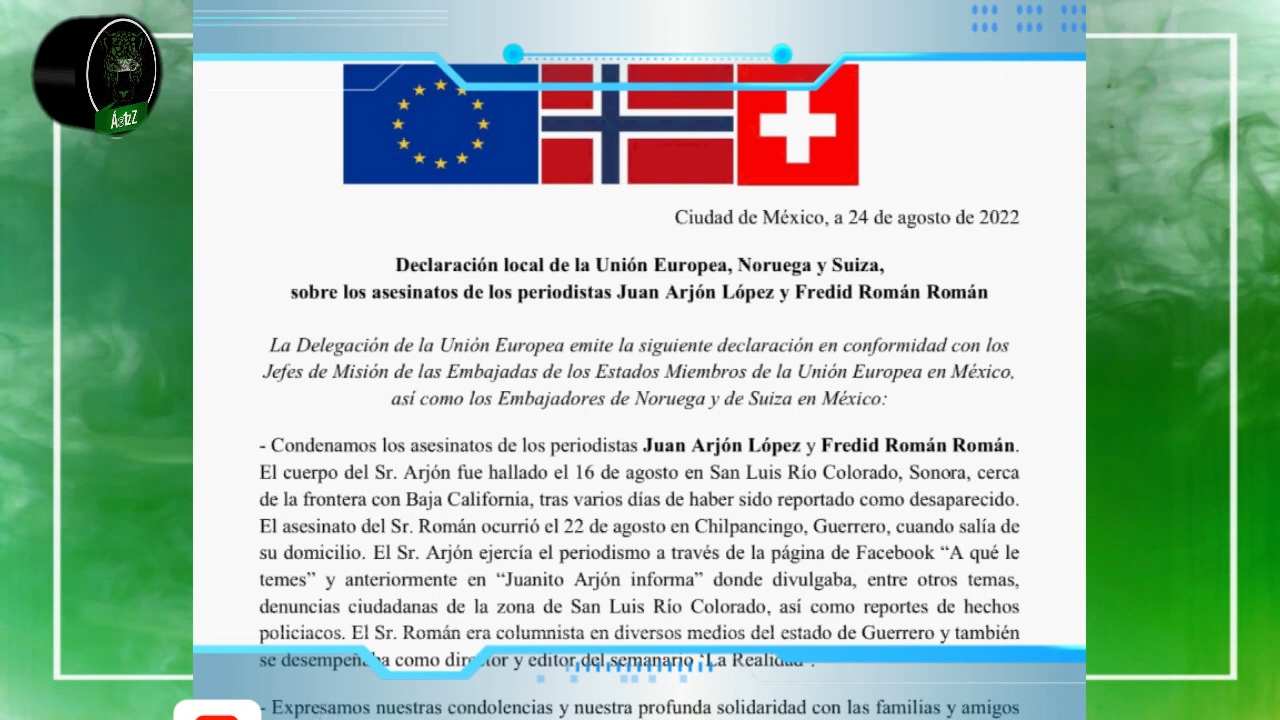 ÁctzZ
Ciudad de México, a 24 de agosto de 2022
Declaración local de la Unión Europea, Noruega y Suiza,
sobre los asesinatos de los periodistas Juan Arjón López y Fredid Román Román
La Delegación de la Unión Europea emite la siguiente declaración en conformidad con los
Jefes de Misión de las Embajadas de los Estados Miembros de la Unión Europea en México,
así como los Embajadores de Noruega y de Suiza en México:
- Condenamos los asesinatos de los periodistas Juan Arjón López y Fredid Román Román.
El cuerpo del Sr. Arjón fue hallado el 16 de agosto en San Luis Río Colorado, Sonora, cerca
de la frontera con Baja California, tras varios días de haber sido reportado como desaparecido.
El asesinato del Sr. Román ocurrió el 22 de agosto en Chilpancingo, Guerrero, cuando salía de
su domicilio. El Sr. Arjón ejercía el periodismo a través de la página de Facebook “A qué le
temes” y anteriormente en “Juanito Arjón informa” donde divulgaba, entre otros temas,
denuncias ciudadanas de la zona de San Luis Río Colorado, así como reportes de hechos
policiacos. El Sr. Román era columnista en diversos medios del estado de Guerrero y también
se desempeñaba como director y editor del semanario “La Realidad”.
- Expresamos nuestras condolencias y nuestra profunda solidaridad con las familias y amigos